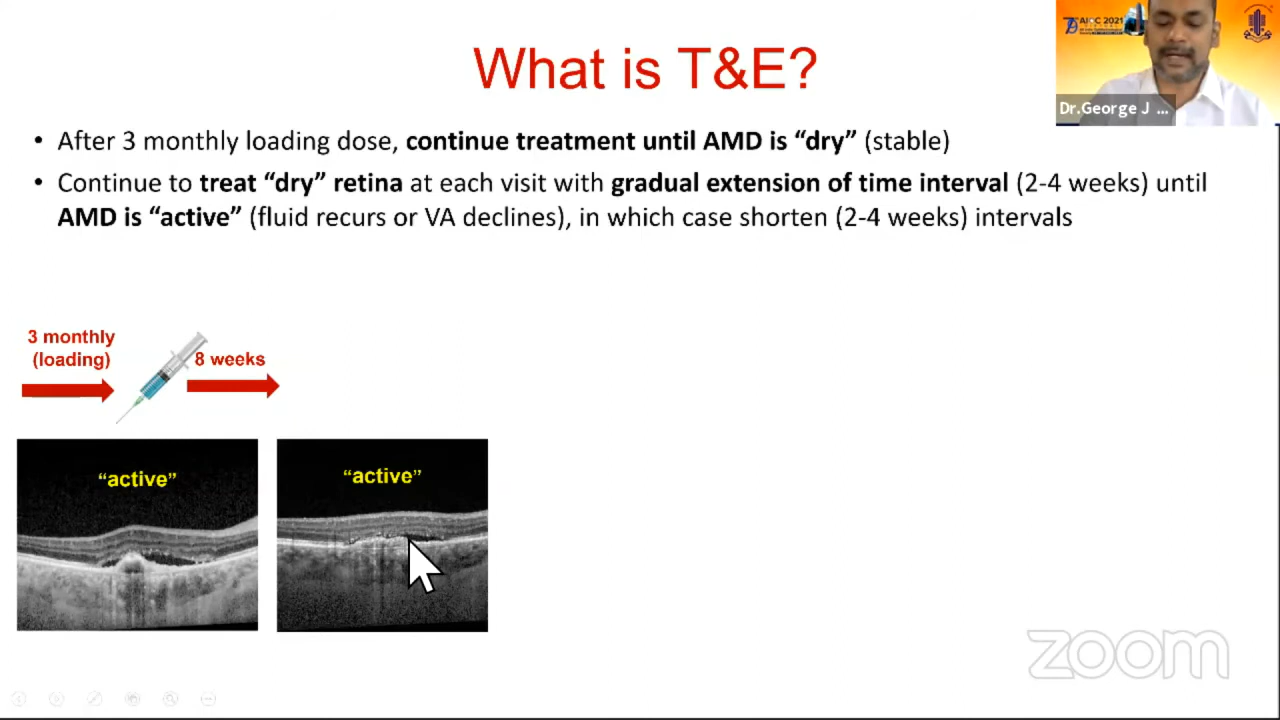 What is T&E?
AIOC 2021
Dr.George J ...
• After 3 monthly loading dose, continue treatment until AMD is “dry” (stable)
• Continue to treat “dry” retina at each visit with gradual extension of time interval (2-4 weeks) until
AMD is “active” (fluid recurs or VA declines), in which case shorten (2-4 weeks) intervals
3 monthly
(loading)
8 weeks
“active”
“active”
zoom